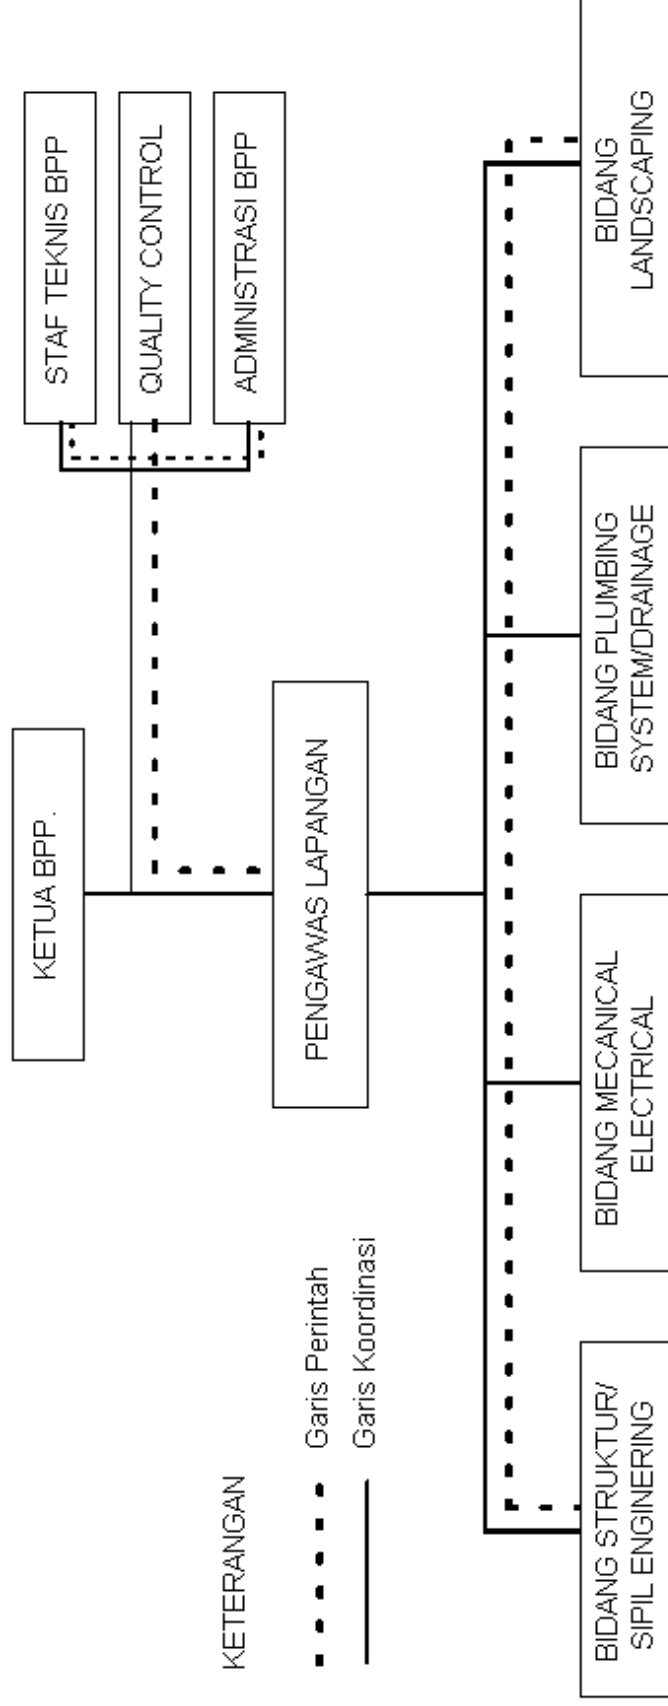 KETUA BPP.
STAF TEKNIS BPP
QUALITY CONTROL
ADMINISTRASI BPP
PENGAWAS LAPANGAN
KETERANGAN
Garis Perintah
Garis Koordinasi
BIDANG STRUKTUR/
SIPIL ENGINERING
BIDANG MECANICAL
ELECTRICAL
BIDANG PLUMBING
SYSTEM/DRAINAGE
BIDANG
LANDSCAPING